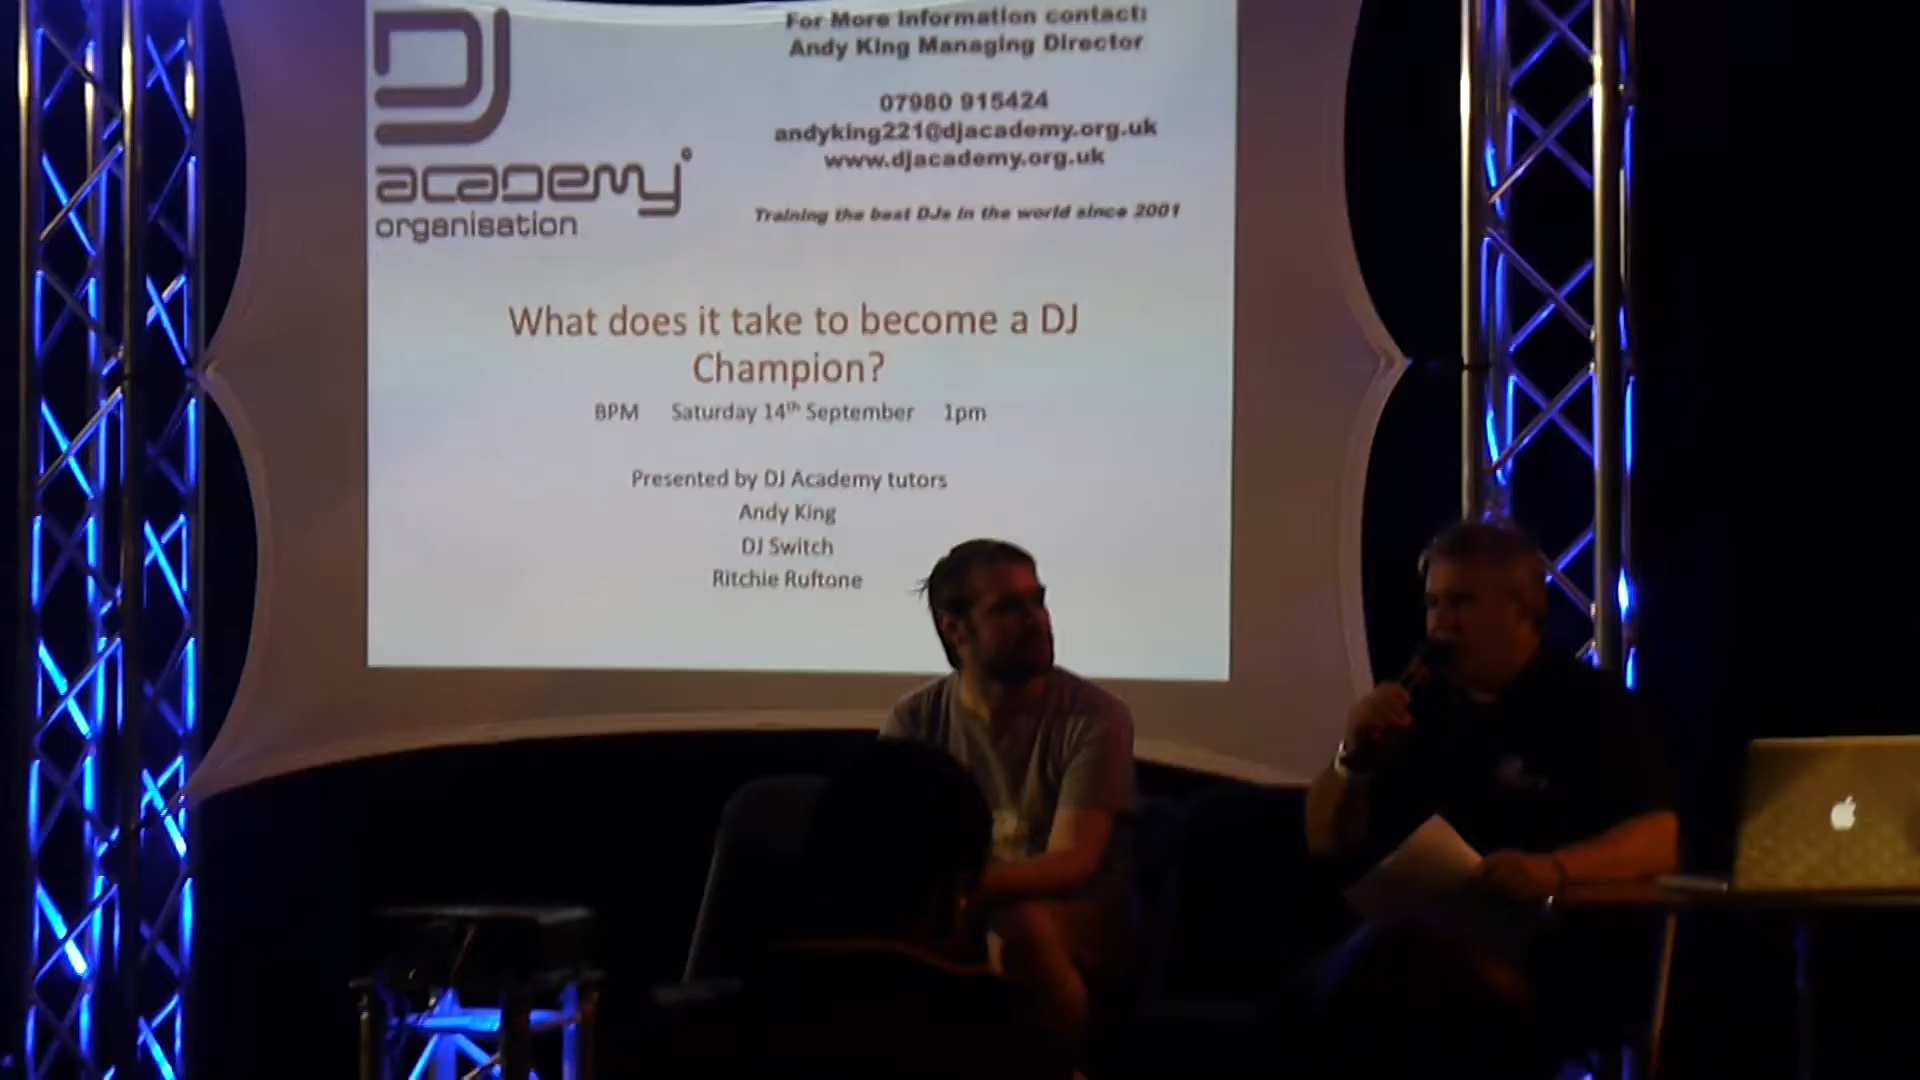 DJ
academy
organisation
For More Information contact:
Andy King Managing Director
07980 915424
andyking221@djacademy.org.uk
www.djacademy.org.uk
Training the best DJs in the world since 2001
What does it take to become a DJ
Champion?
BPM Saturday 14th September 1pm
Presented by DJ Academy tutors
Andy King
DJ Switch
Ritchie Ruftone